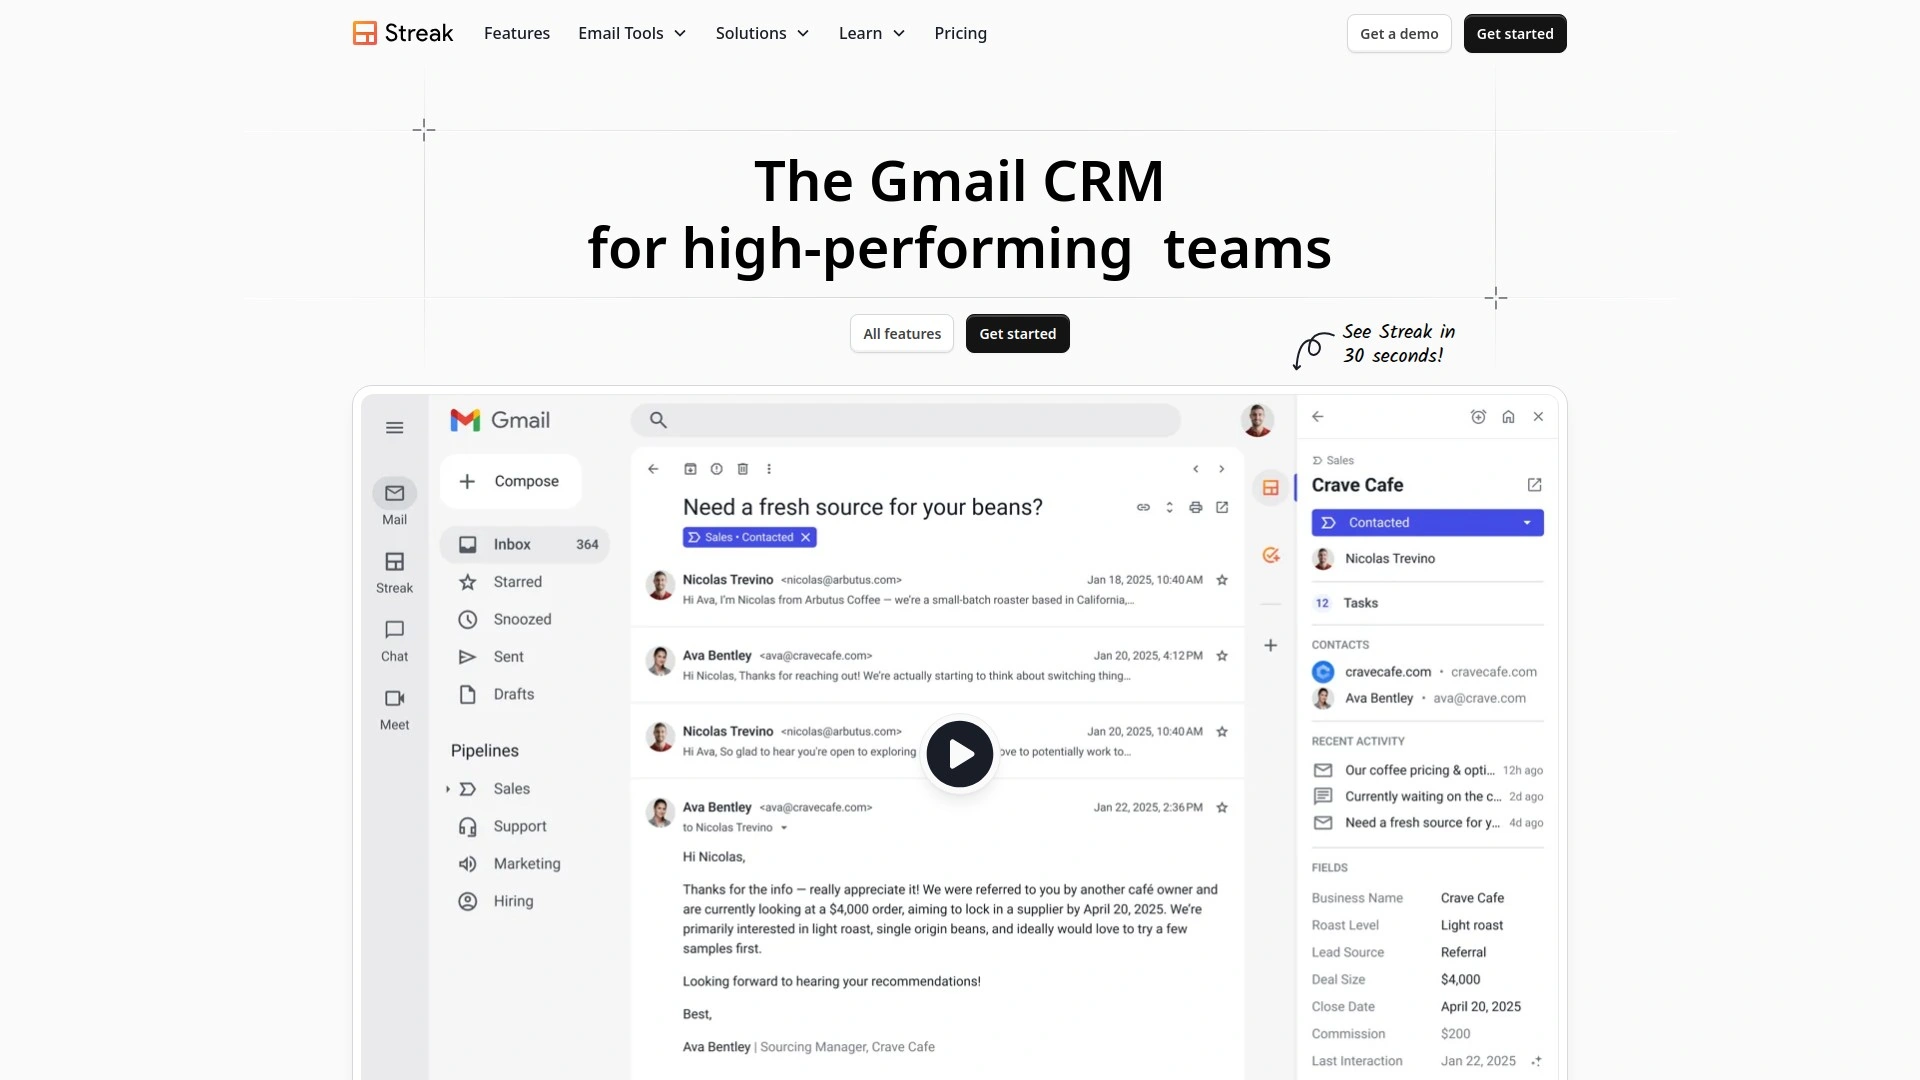 Streak
Features
Email Tools
Solutions
Learn
Pricing
Get a demo
Get started
The Gmail CRM
for high-performing teams
All features
Get started
See Streak in
30 seconds!
Gmail
Compose
Mail
Streak
Chat
Meet
Inbox 364
Starred
Snoozed
Sent
Drafts
Pipelines
Sales
Support
Marketing
Hiring
Need a fresh source for your beans?
Sales • Contacted
Nicolas Trevino <nicolas@arbutus.com> Jan 18, 2025, 10:40 AM
Hi Ava, I'm Nicolas from Arbutus Coffee — we're a small-batch roaster based in California,...
Ava Bentley <ava@cravecafe.com> Jan 20, 2025, 4:12 PM
Hi Nicolas, Thanks for reaching out! We're actually starting to think about switching thing...
Nicolas Trevino <nicolas@arbutus.com> Jan 20, 2025, 10:40 AM
Hi Ava, So glad to hear you're open to exploring ove to potentially work to...
Ava Bentley <ava@cravecafe.com> Jan 22, 2025, 2:36 PM
to Nicolas Trevino
Hi Nicolas,
Thanks for the info — really appreciate it! We were referred to you by another café owner and
are currently looking at a $4,000 order, aiming to lock in a supplier by April 20, 2025. We're
primarily interested in light roast, single origin beans, and ideally would love to try a few
samples first.
Looking forward to hearing your recommendations!
Best,
Ava Bentley | Sourcing Manager, Crave Cafe
Sales
Crave Cafe
Contacted
Nicolas Trevino
12 Tasks
CONTACTS
cravecafe.com • cravecafe.com
Ava Bentley • ava@crave.com
RECENT ACTIVITY
Our coffee pricing & opti... 12h ago
Currently waiting on the c... 2d ago
Need a fresh source for y... 4d ago
FIELDS
Business Name Crave Cafe
Roast Level Light roast
Lead Source Referral
Deal Size $4,000
Close Date April 20, 2025
Commission $200
Last Interaction Jan 22, 2025